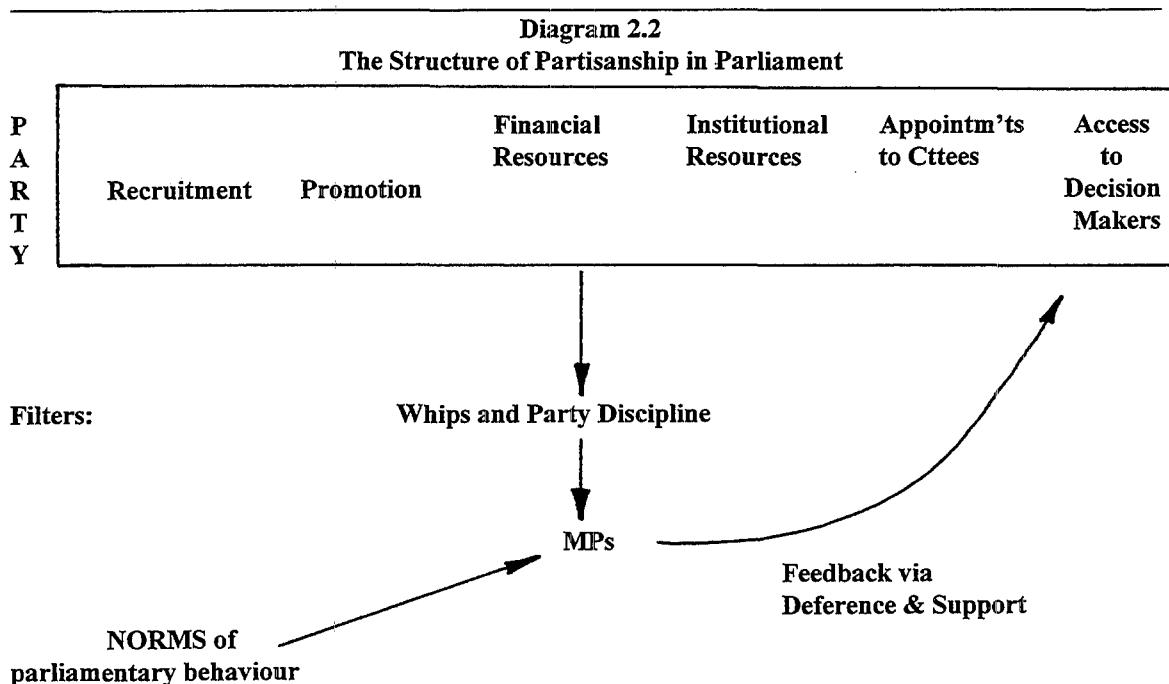 Diagram 2.2
The Structure of Partisanship in Parliament
P
A
R
T
Y
Recruitment
Promotion
Financial
Resources
Institutional
Resources
Appointm'ts
to Cttees
Access
to
Decision
Makers
Filters:
Whips and Party Discipline
MPs
Feedback via
Deference & Support
NORMS of
parliamentary behaviour